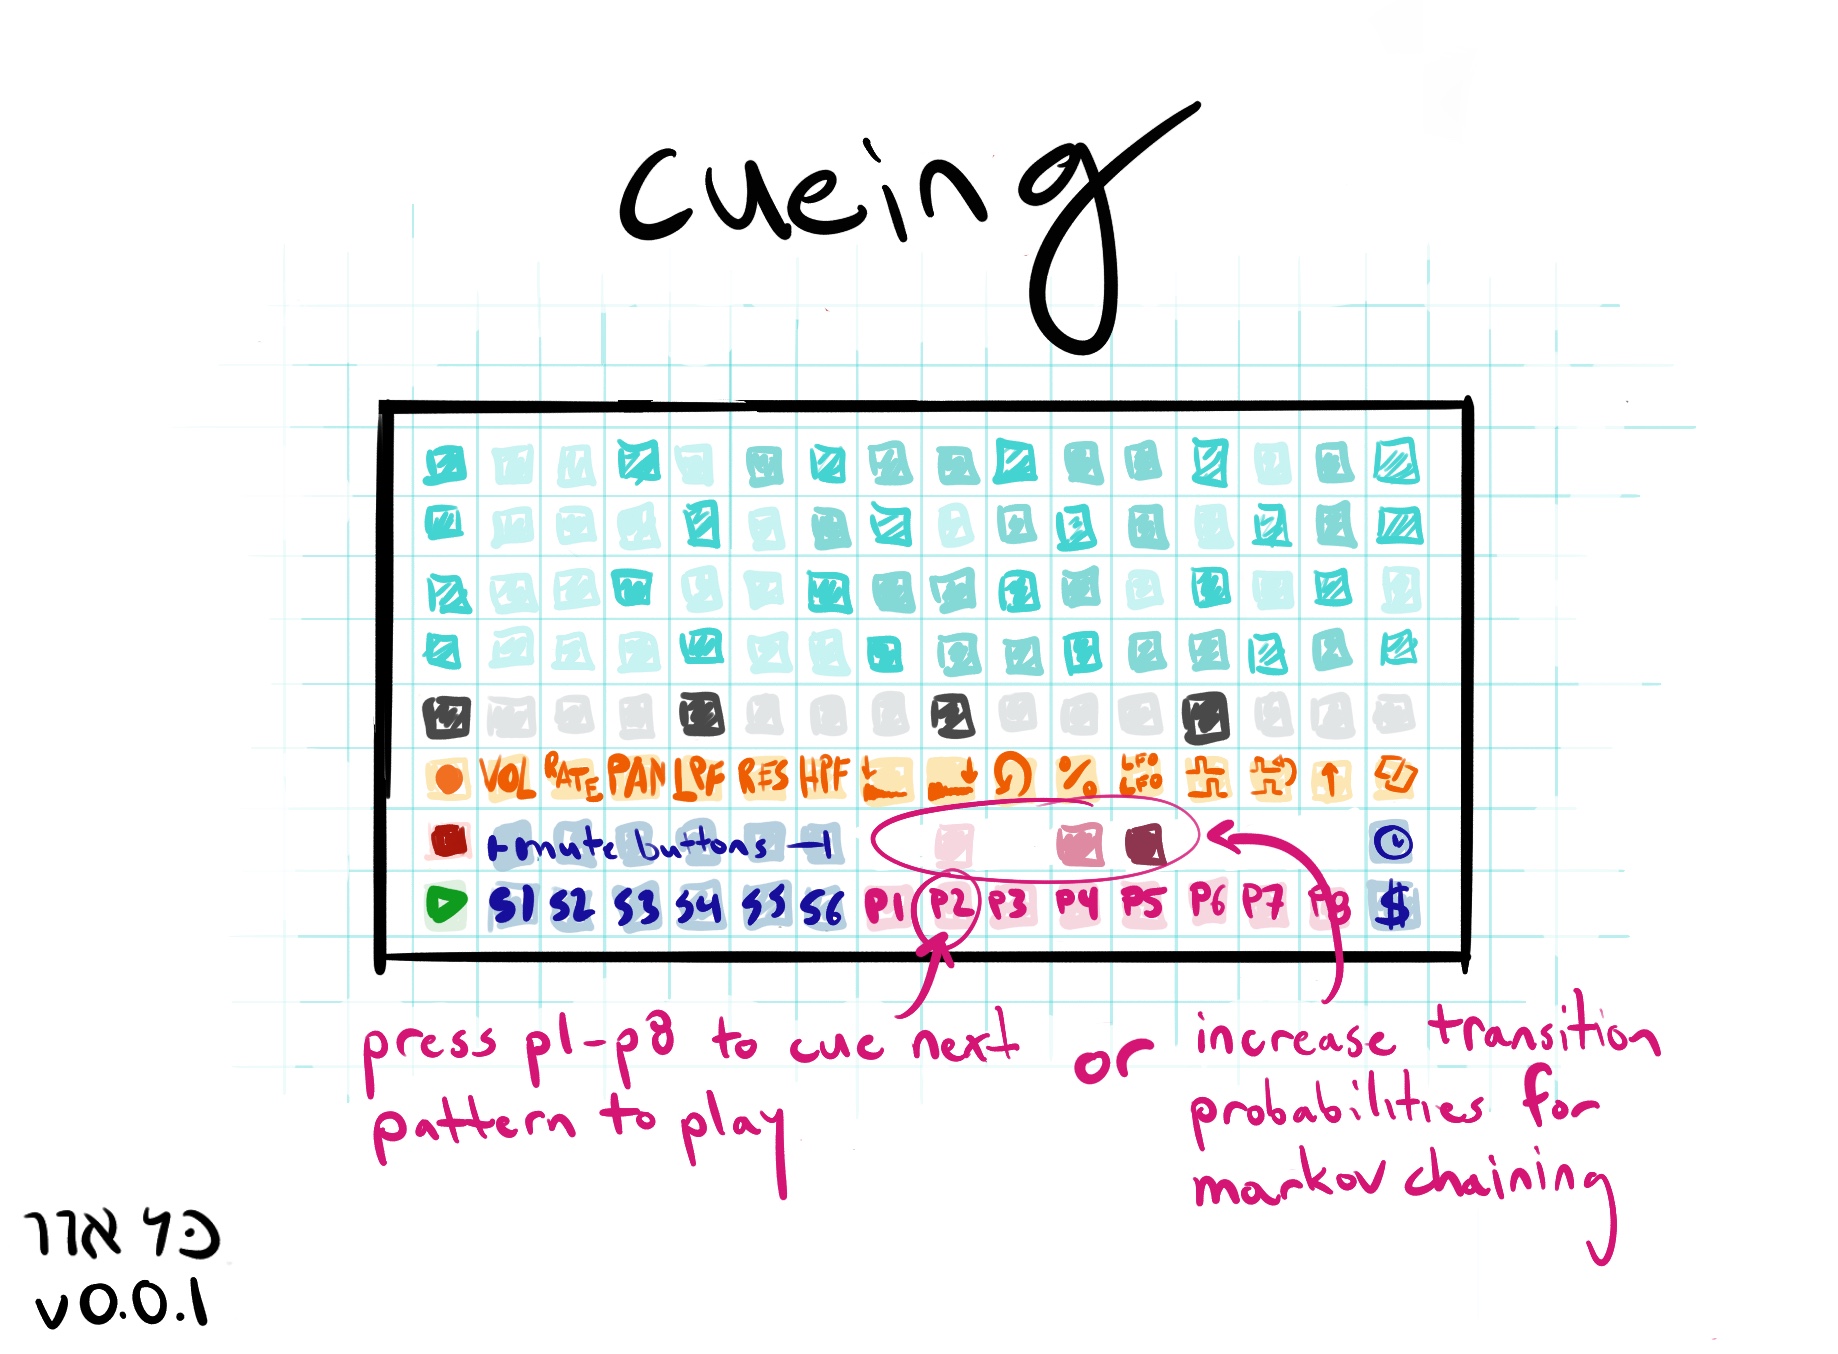 cueing
VOL RATE PAN LPF RES HPF % LFO LFO
mute buttons
S1 S2 S3 S4 S5 S6 P1 P2 P3 P4 P5 P6 P7 P8 $
press p1-p8 to cue next
pattern to play
or
increase transition
probabilities for
markov chaining
v0.0.1